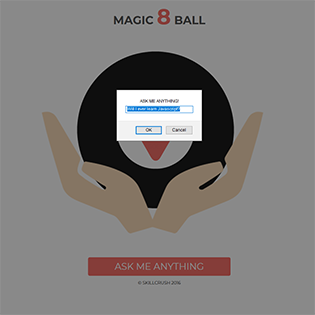 MAGIC 8 BALL
ASK ME ANYTHING!
Will I ever learn Javascript?
OK
Cancel
ASK ME ANYTHING
© SKILLCRUSH 2016